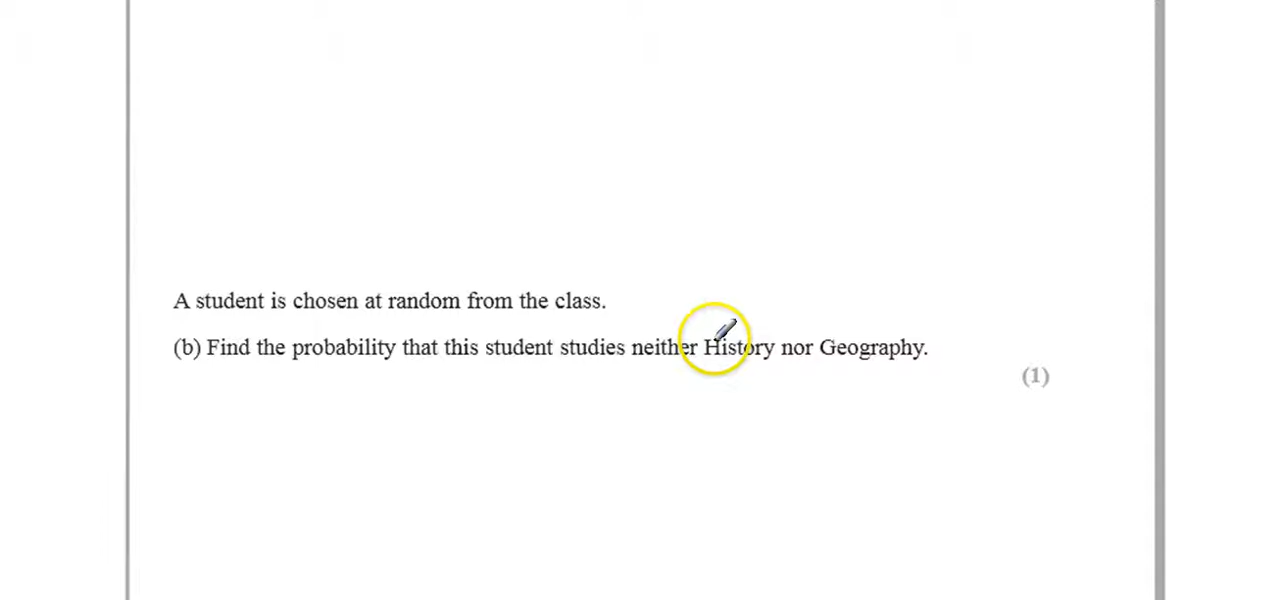 A student is chosen at random from the class.
(b) Find the probability that this student studies neither History nor Geography.
(1)